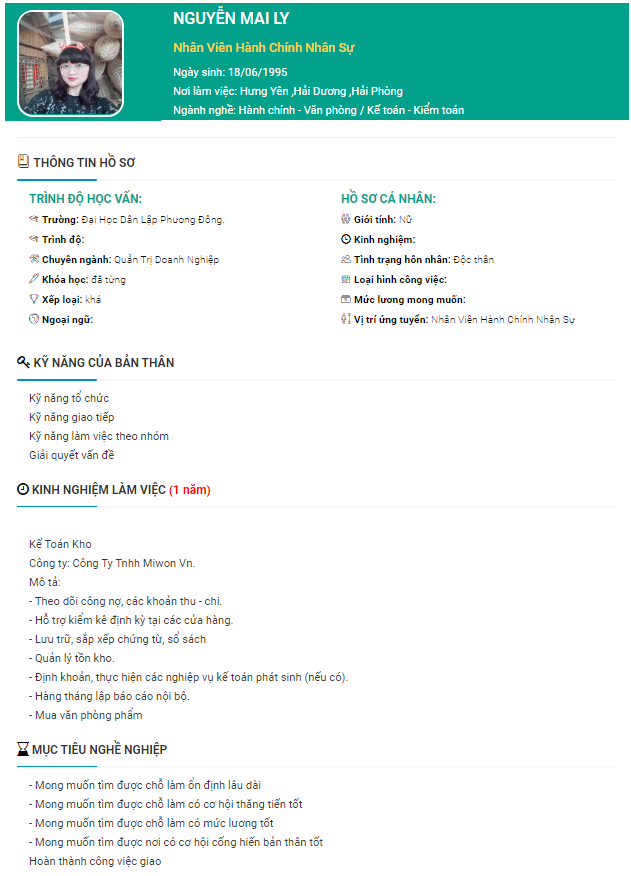 NGUYỄN MAI LY
Nhân Viên Hành Chính Nhân Sự
Ngày sinh: 18/06/1995
Nơi làm việc: Hưng Yên ,Hải Dương ,Hải Phòng
Ngành nghề: Hành chính - Văn phòng / Kế toán - Kiểm toán
THÔNG TIN HỒ SƠ
TRÌNH ĐỘ HỌC VẤN:
Trường: Đại Học Dân Lập Phương Đông.
Trình độ:
Chuyên ngành: Quản Trị Doanh Nghiệp
Khóa học: đã từng
Xếp loại: khá
Ngoại ngữ:
HỒ SƠ CÁ NHÂN:
Giới tính: Nữ
Kinh nghiệm:
Tình trạng hôn nhân: Độc thân
Loại hình công việc:
Mức lương mong muốn:
Vị trí ứng tuyển: Nhân Viên Hành Chính Nhân Sự
KỸ NĂNG CỦA BẢN THÂN
Kỹ năng tổ chức
Kỹ năng giao tiếp
Kỹ năng làm việc theo nhóm
Giải quyết vấn đề
KINH NGHIỆM LÀM VIỆC (1 năm)
Kế Toán Kho
Công ty: Công Ty Tnhh Miwon Vn.
Mô tả:
- Theo dõi công nợ, các khoản thu - chi.
- Hỗ trợ kiểm kê định kỳ tại các cửa hàng.
- Lưu trữ, sắp xếp chứng từ, sổ sách
- Quản lý tồn kho.
- Định khoản, thực hiện các nghiệp vụ kế toán phát sinh (nếu có).
- Hàng tháng lập báo cáo nội bộ.
- Mua văn phòng phẩm
MỤC TIÊU NGHỀ NGHIỆP
- Mong muốn tìm được chỗ làm ổn định lâu dài
- Mong muốn tìm được chỗ làm có cơ hội thăng tiến tốt
- Mong muốn tìm được chỗ làm có mức lương tốt
- Mong muốn tìm được nơi có cơ hội cống hiến bản thân tốt
Hoàn thành công việc giao